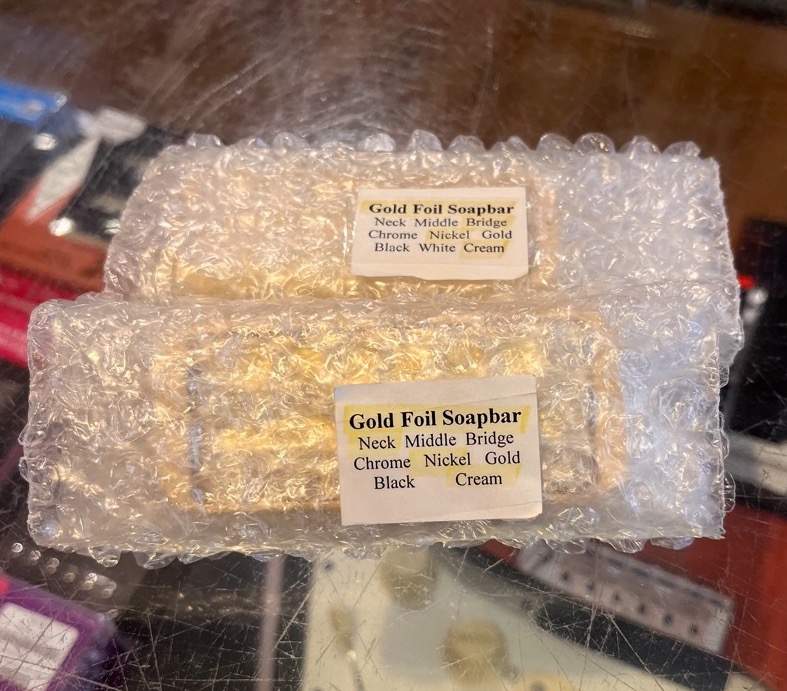 Gold Foil Soapbar
Neck Middle Bridge
Chrome Nickel Gold
Black White Cream
Gold Foil Soapbar
Neck Middle Bridge
Chrome Nickel Gold
Black Cream